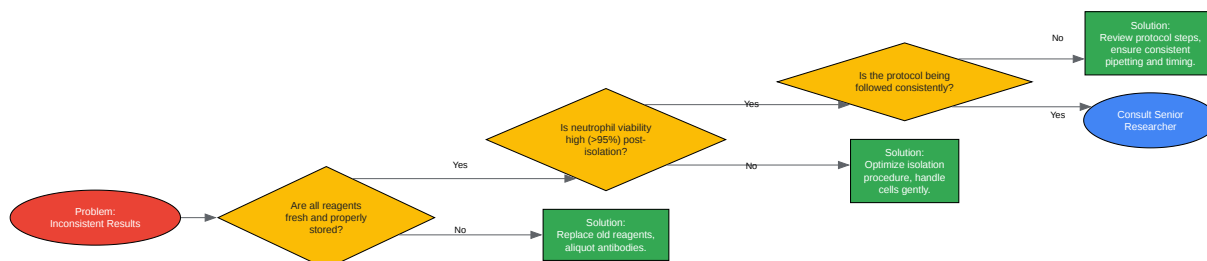 Problem:
Inconsistent Results
Are all reagents
fresh and properly
stored?
Yes
No
Solution:
Replace old reagents,
aliquot antibodies.
Is neutrophil viability
high (>95%) post-
isolation?
Yes
No
Solution:
Optimize isolation
procedure, handle
cells gently.
Is the protocol being
followed consistently?
No
Yes
Solution:
Review protocol steps,
ensure consistent
pipetting and timing.
Consult Senior
Researcher